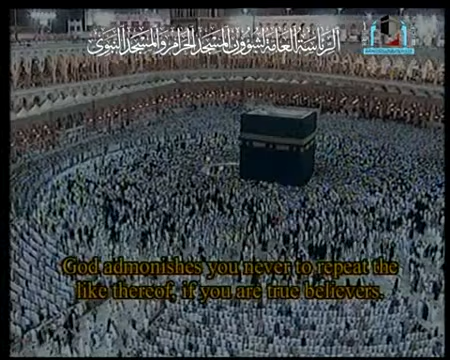 الرئاسة العامة لشؤون المسجد الحرام والمسجد النبوي
God admonishes you never to repeat the
like thereof, if you are true believers.